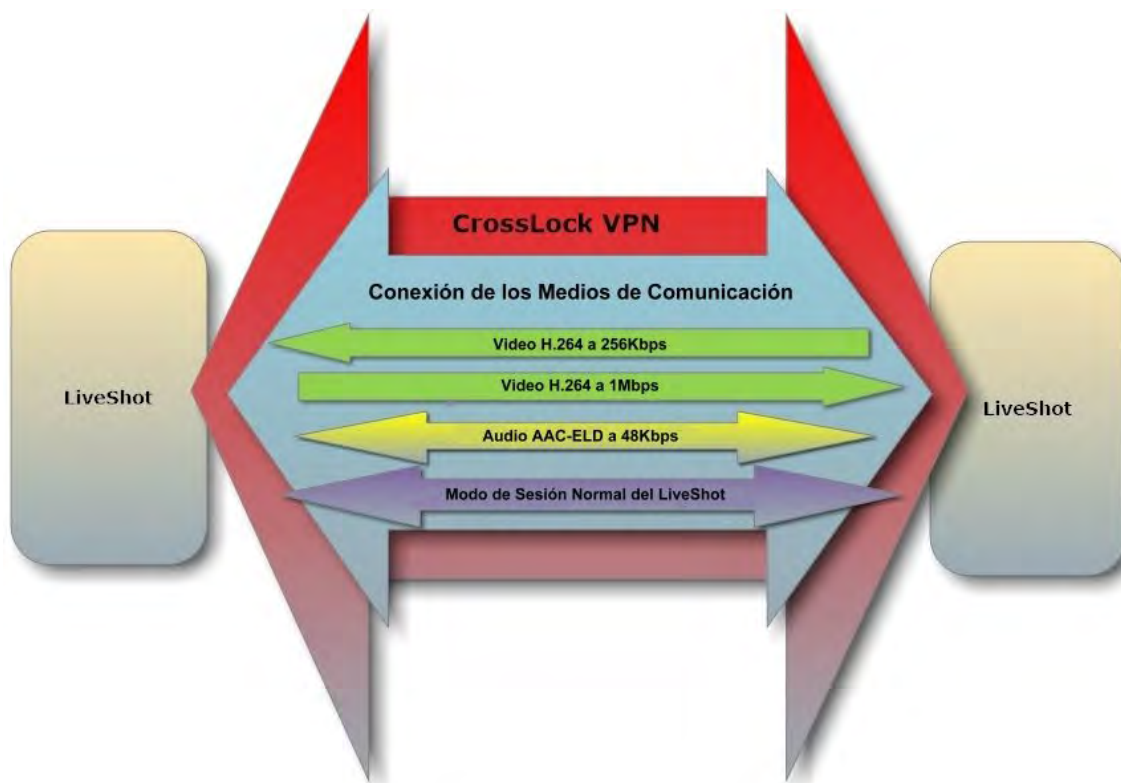 CrossLock VPN
Conexión de los Medios de Comunicación
Video H.264 a 256Kbps
Video H.264 a 1Mbps
LiveShot
LiveShot
Audio AAC-ELD a 48Kbps
Modo de Sesión Normal del LiveShot